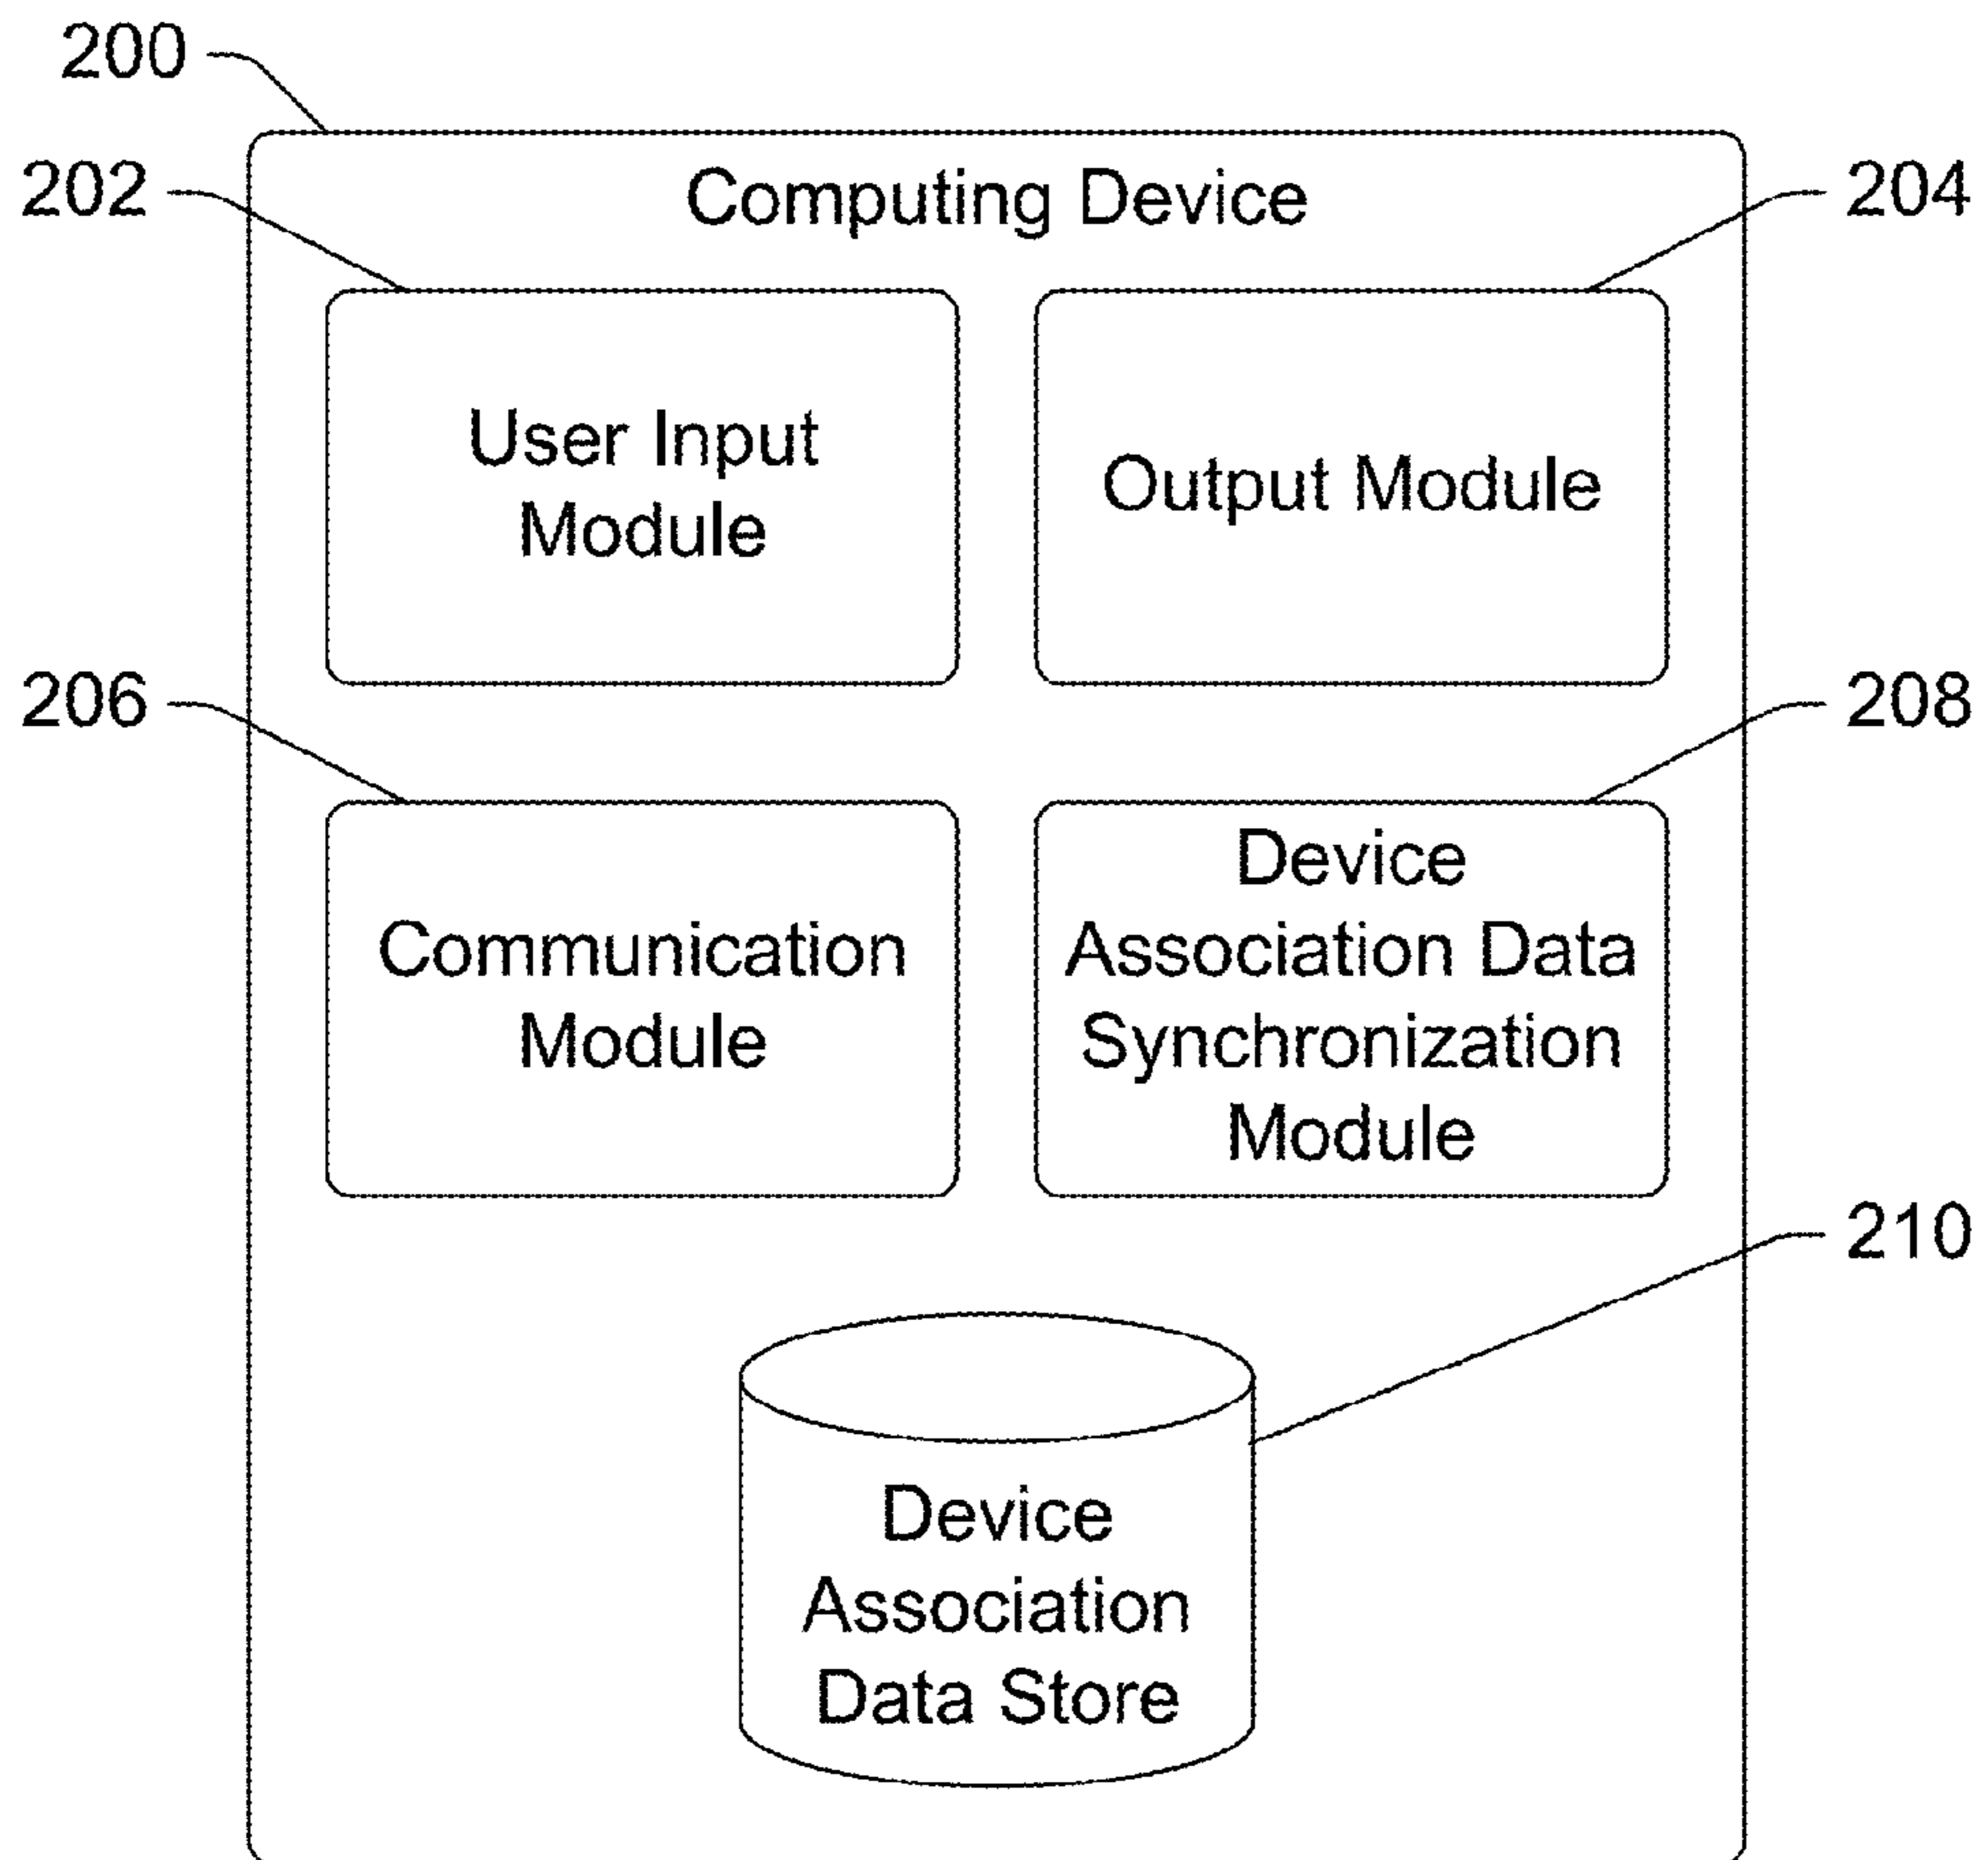 200
Computing Device
202
204
User Input
Module
Output Module
206
208
Communication
Module
Device
Association Data
Synchronization
Module
210
Device
Association
Data Store